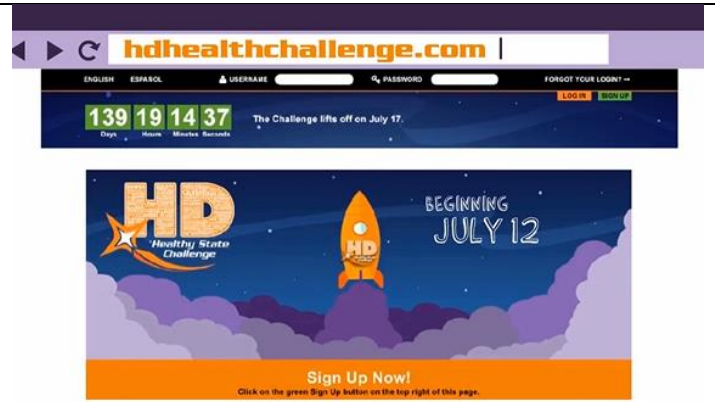 hdhealthchallenge.com
ENGLISH ESPAÑOL USERNAME PASSWORD FORGOT YOUR LOGIN?
LOG IN SIGN UP
139 19 14 37
Days Hours Minutes Seconds
The Challenge lifts off on July 17.
HD
Healthy State
Challenge
HD
BEGINNING
JULY 12
Sign Up Now!
Click on the green Sign Up button on the top right of this page.